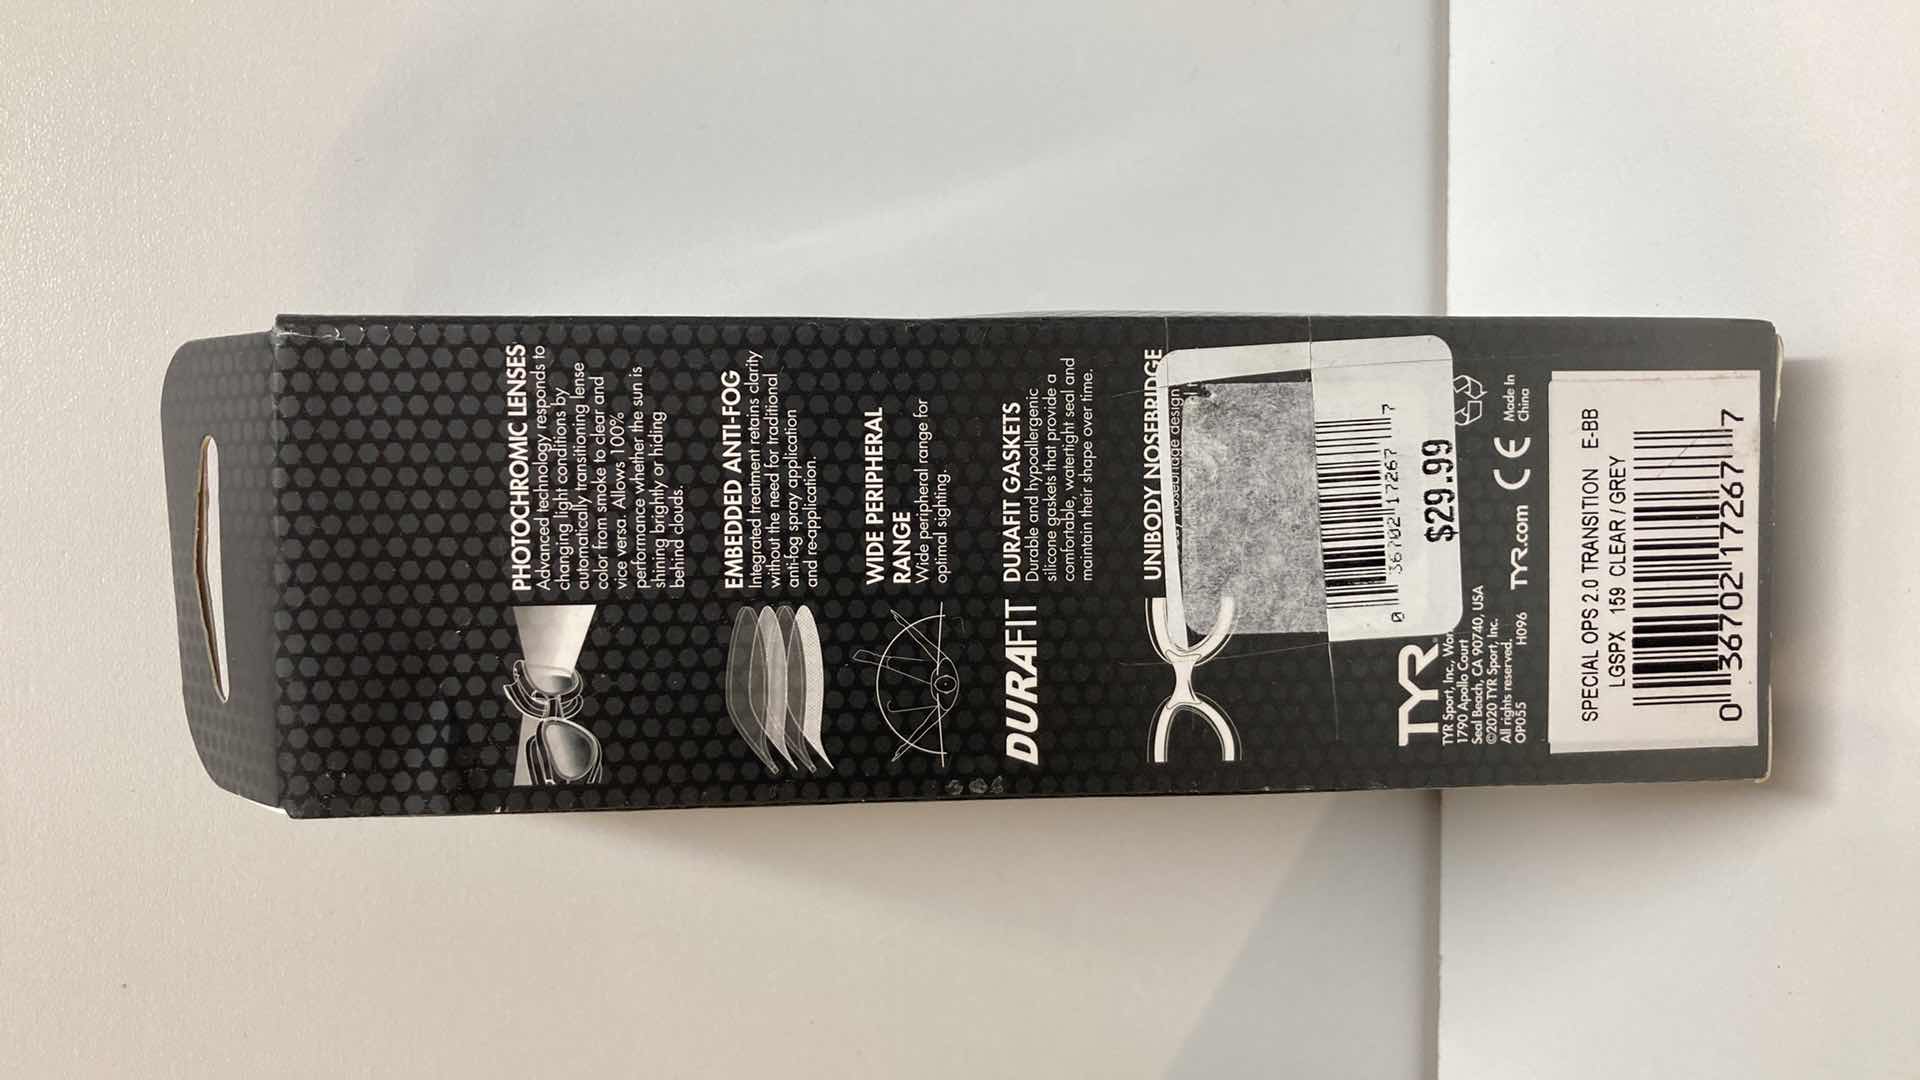 PHOTOCHROMIC LENSES
Advanced technology responds to
changing light conditions by
automatically transitioning lense
color from smoke to clear and
vice versa. Allows 100%
performance whether the sun is
shining brightly or hiding
behind clouds.
EMBEDDED ANTI-FOG
Integrated treatment retains clarity
without the need for traditional
anti-fog spray application
and re-application.
WIDE PERIPHERAL
RANGE
Wide peripheral range for
optimal sighting.
DURAFIT
DURAFIT GASKETS
Durable and hypoallergenic
silicone gaskets that provide a
comfortable, watertight seal and
maintain their shape over time.
UNIBODY NOSEBRIDGE
nosebridge design
0 36702 17267 7
$29.99
TYR
TYR Sport, Inc., Wor
1790 Apollo Court
Seal Beach, CA 90740, USA
©2020 TYR Sport, Inc.
All rights reserved.
OP055 H096
TYR.com CE Made In
China
SPECIAL OPS 2.0 TRANSITION E-BB
LGSPX 159 CLEAR/GREY
0 36702 17267 7